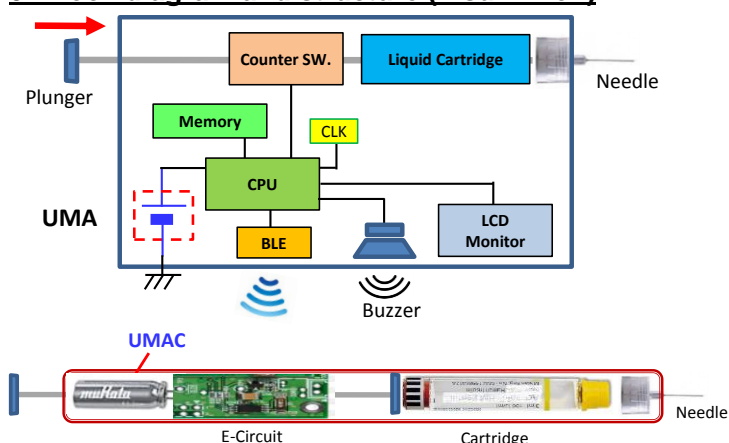 Plunger
Counter SW.
Liquid Cartridge
Needle
Memory
CLK
CPU
UMA
BLE
LCD
Monitor
Buzzer
UMAC
muRata
E-Circuit
Cartridge
Needle